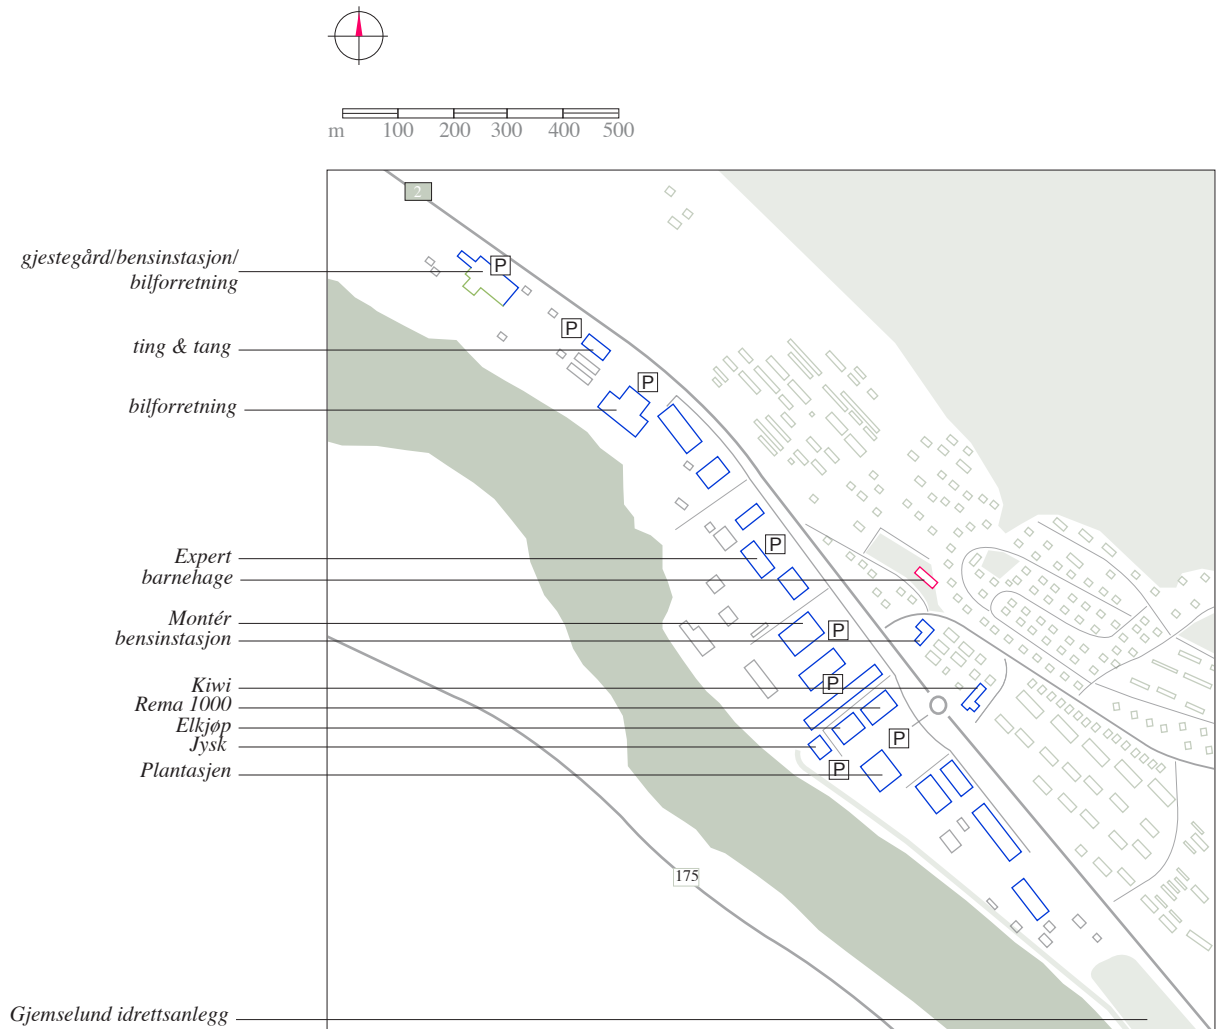 m 100 200 300 400 500
2
gjestegård/bensinstasjon/
bilforretning
P
P
ting & tang
P
bilforretning
P
Expert
barnehage
Montér
P
bensinstasjon
Kiwi
P
Rema 1000
Elkjøp
P
Jysk
Plantasjen
P
175
Gjemselund idrettsanlegg